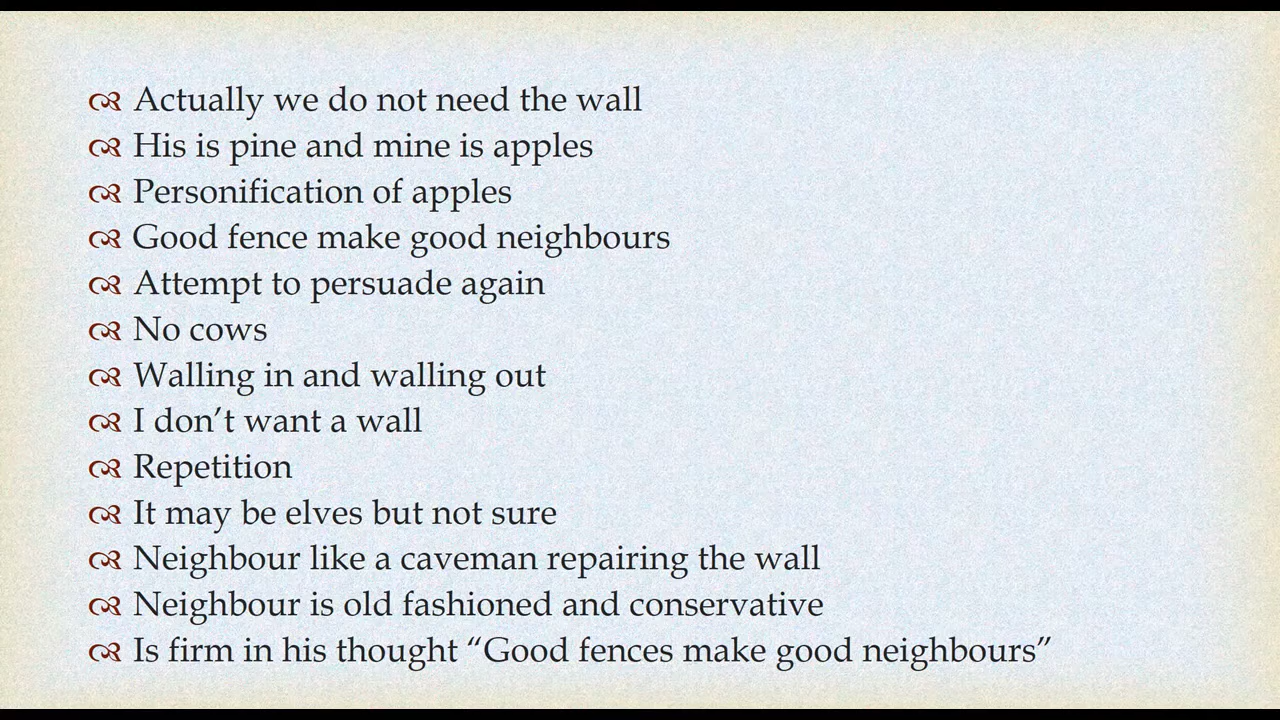 Actually we do not need the wall
His is pine and mine is apples
Personification of apples
Good fence make good neighbours
Attempt to persuade again
No cows
Walling in and walling out
I don’t want a wall
Repetition
It may be elves but not sure
Neighbour like a caveman repairing the wall
Neighbour is old fashioned and conservative
Is firm in his thought “Good fences make good neighbours”